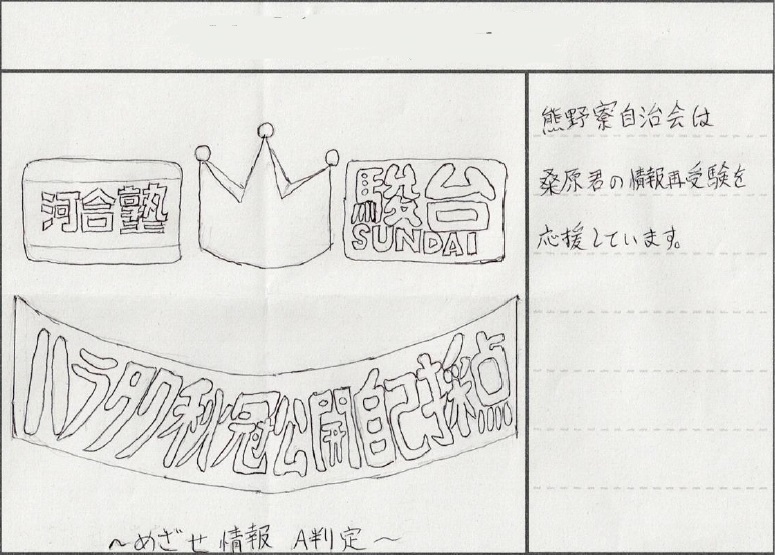 河合塾
駿台
SUNDAI
ハラタク秋冠公開自己採点
〜めざせ情報 A判定〜
熊野寮自治会は
桑原君の情報再受験を
応援しています。